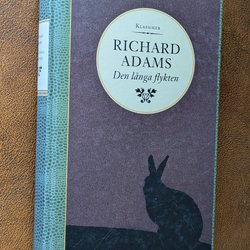 KLASSIKER
RICHARD
ADAMS
Den långa flykten